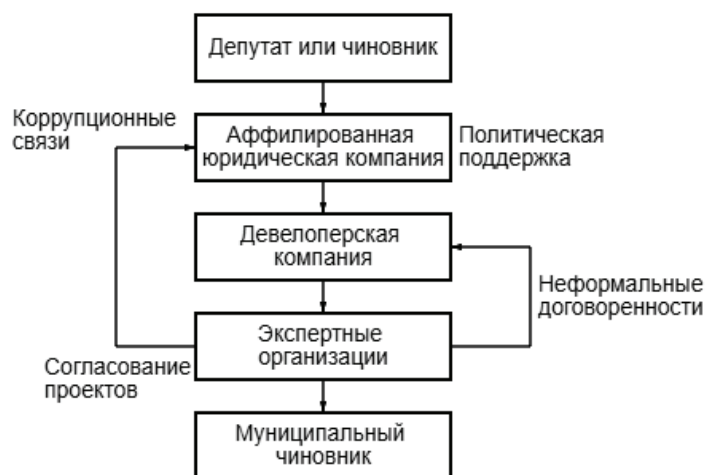 Депутат или чиновник
Коррупционные
связи
Аффилированная
юридическая компания
Политическая
поддержка
Девелоперская
компания
Неформальные
договоренности
Экспертные
организации
Согласование
проектов
Муниципальный
чиновник